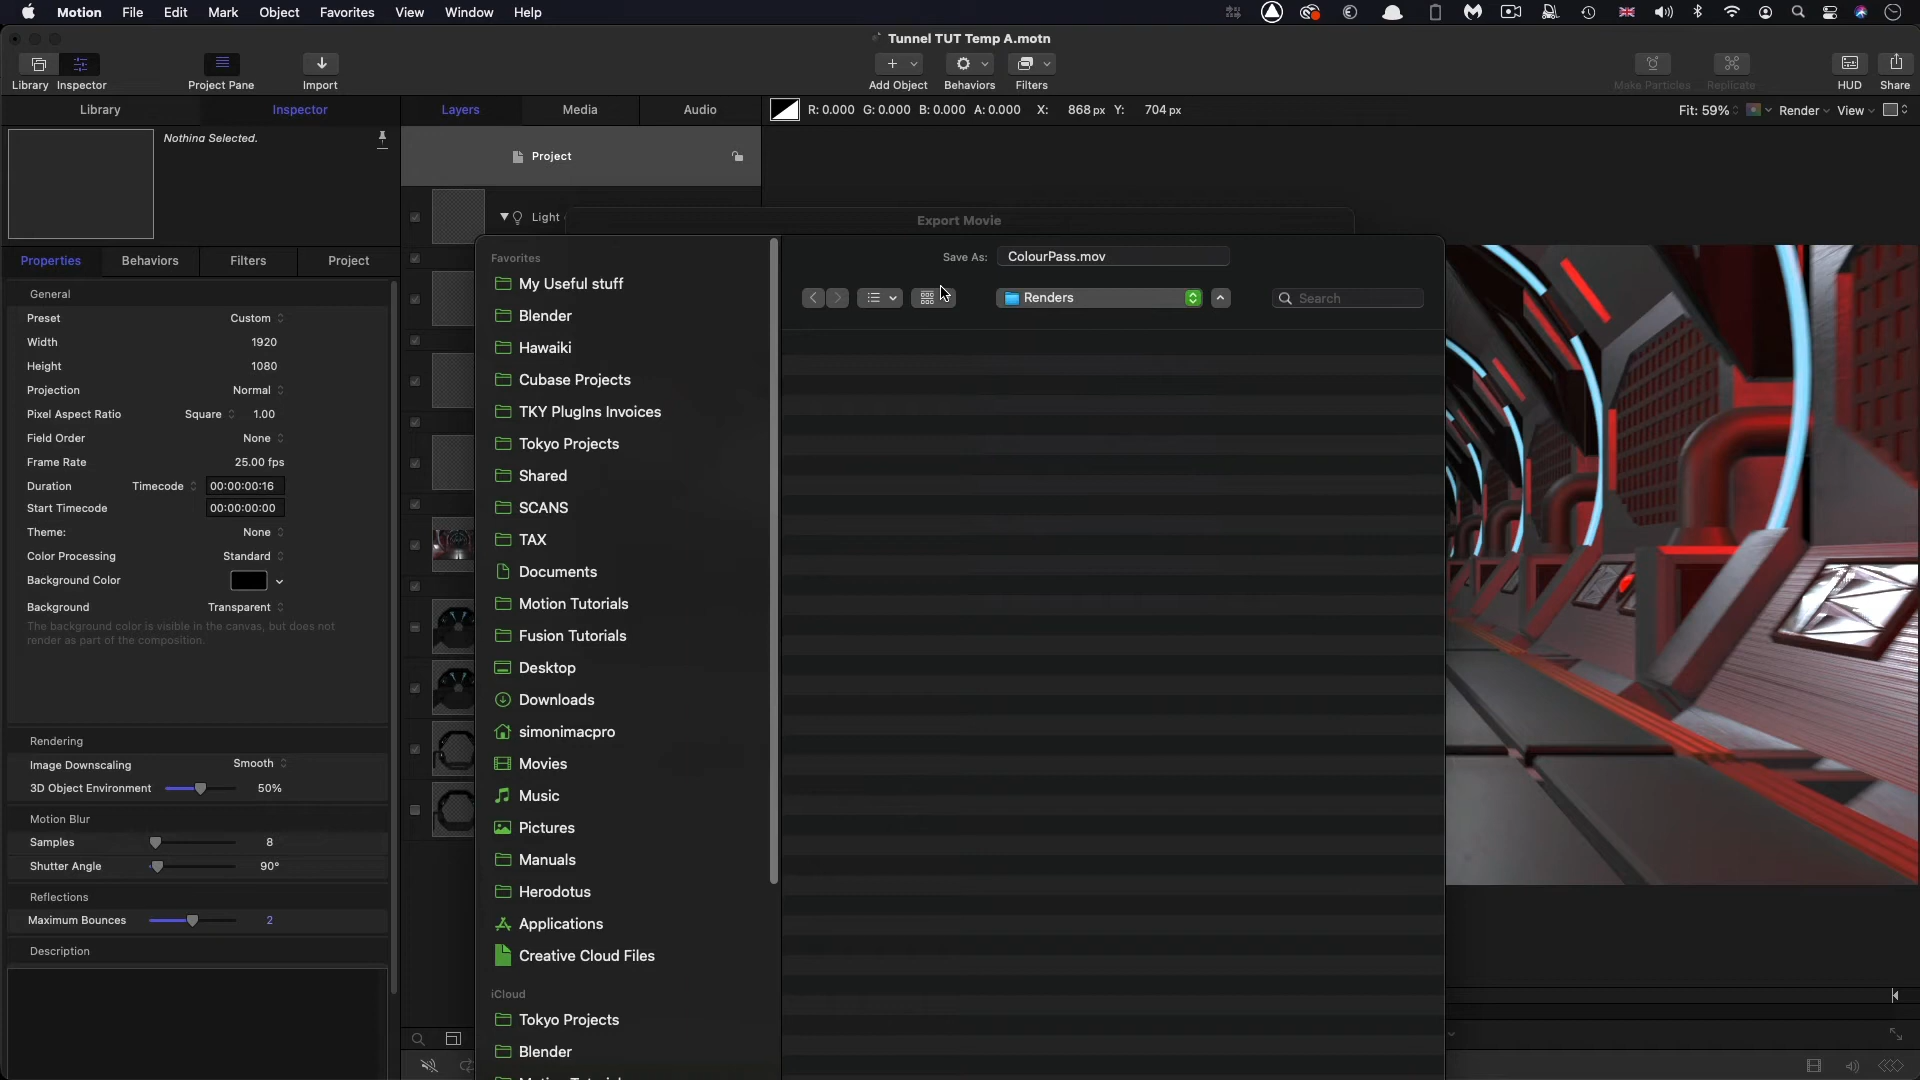 Motion File Edit Mark Object Favorites View Window Help
Tunnel TUT Temp A.motn
Library Inspector Project Pane Import Add Object Behaviors Filters Make Particles Replicate HUD Share
Library Inspector Layers Media Audio R: 0.000 G: 0.000 B: 0.000 A: 0.000 X: 868 px Y: 704 px Fit: 59% Render View
Nothing Selected.
Project
Light
Export Movie
Properties Behaviors Filters Project
General
Preset Custom
Width 1920
Height 1080
Projection Normal
Pixel Aspect Ratio Square 1.00
Field Order None
Frame Rate 25.00 fps
Duration Timecode 00:00:00:16
Start Timecode 00:00:00:00
Theme: None
Color Processing Standard
Background Color
Background Transparent
The background color is visible in the canvas, but does not
render as part of the composition.
Rendering
Image Downscaling Smooth
3D Object Environment 50%
Motion Blur
Samples 8
Shutter Angle 90°
Reflections
Maximum Bounces 2
Description
Favorites
My Useful stuff
Blender
Hawaiki
Cubase Projects
TKY PlugIns Invoices
Tokyo Projects
Shared
SCANS
TAX
Documents
Motion Tutorials
Fusion Tutorials
Desktop
Downloads
simonimacpro
Movies
Music
Pictures
Manuals
Herodotus
Applications
Creative Cloud Files
iCloud
Tokyo Projects
Blender
Save As: ColourPass.mov
Renders
Search